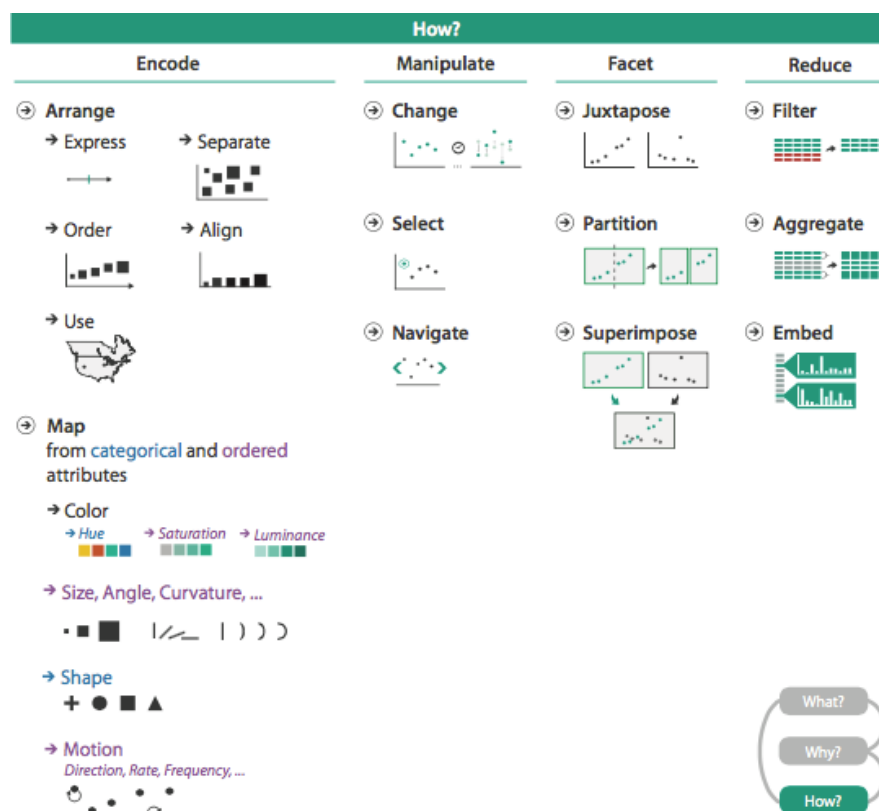 How?
Encode
Manipulate
Facet
Reduce
Arrange
Express
Separate
Order
Align
Use
Map
from categorical and ordered
attributes
Color
Hue
Saturation
Luminance
Size, Angle, Curvature, ...
Shape
Motion
Direction, Rate, Frequency, ...
Change
...
Select
Navigate
Juxtapose
Partition
Superimpose
Filter
Aggregate
Embed
What?
Why?
How?